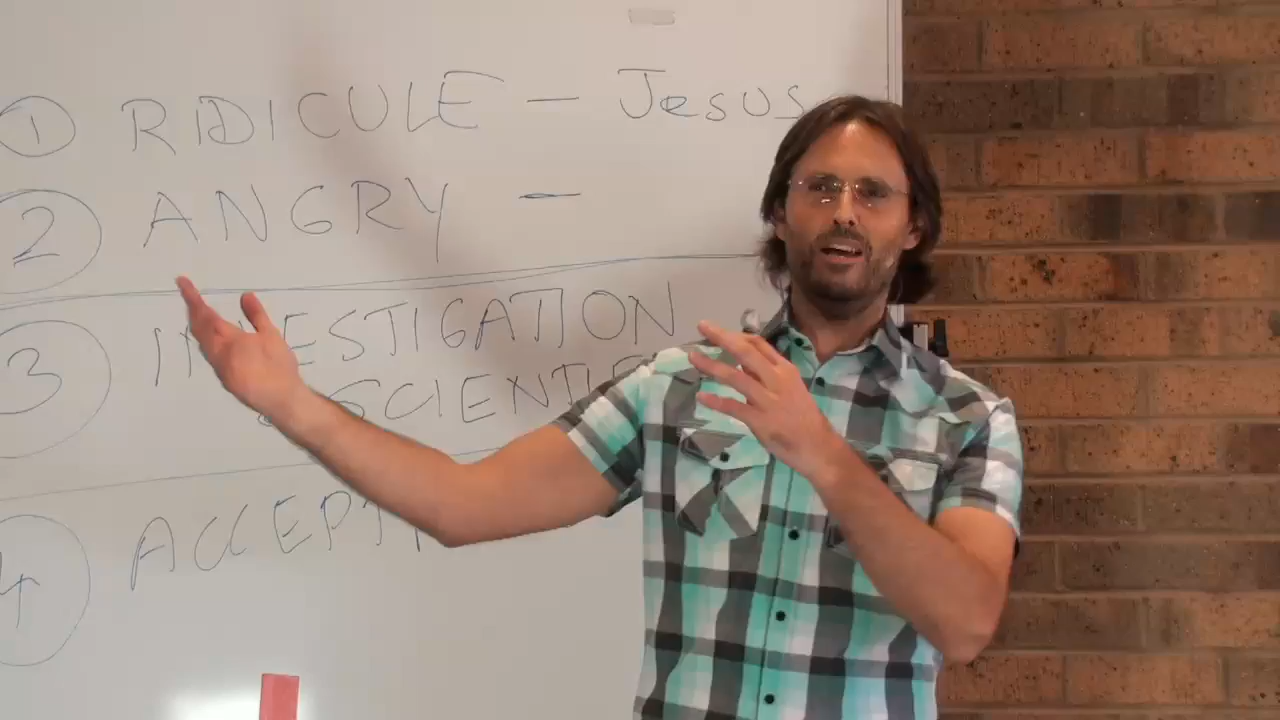 1 RIDICULE - Jesus
2 ANGRY -
3 INVESTIGATION
4 ACCEPT